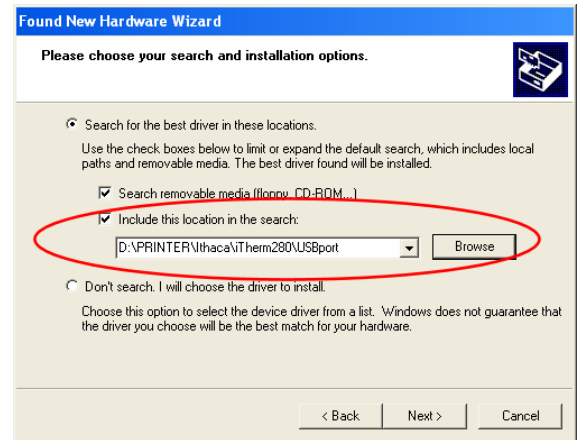 Found New Hardware Wizard
Please choose your search and installation options.
Search for the best driver in these locations.
Use the check boxes below to limit or expand the default search, which includes local
paths and removable media. The best driver found will be installed.
Search removable media (floppy, CD-ROM...)
Include this location in the search:
D:\PRINTER\Ithaca\iTherm280\USBport
Browse
Don't search. I will choose the driver to install.
Choose this option to select the device driver from a list. Windows does not guarantee that
the driver you choose will be the best match for your hardware.
< Back
Next >
Cancel